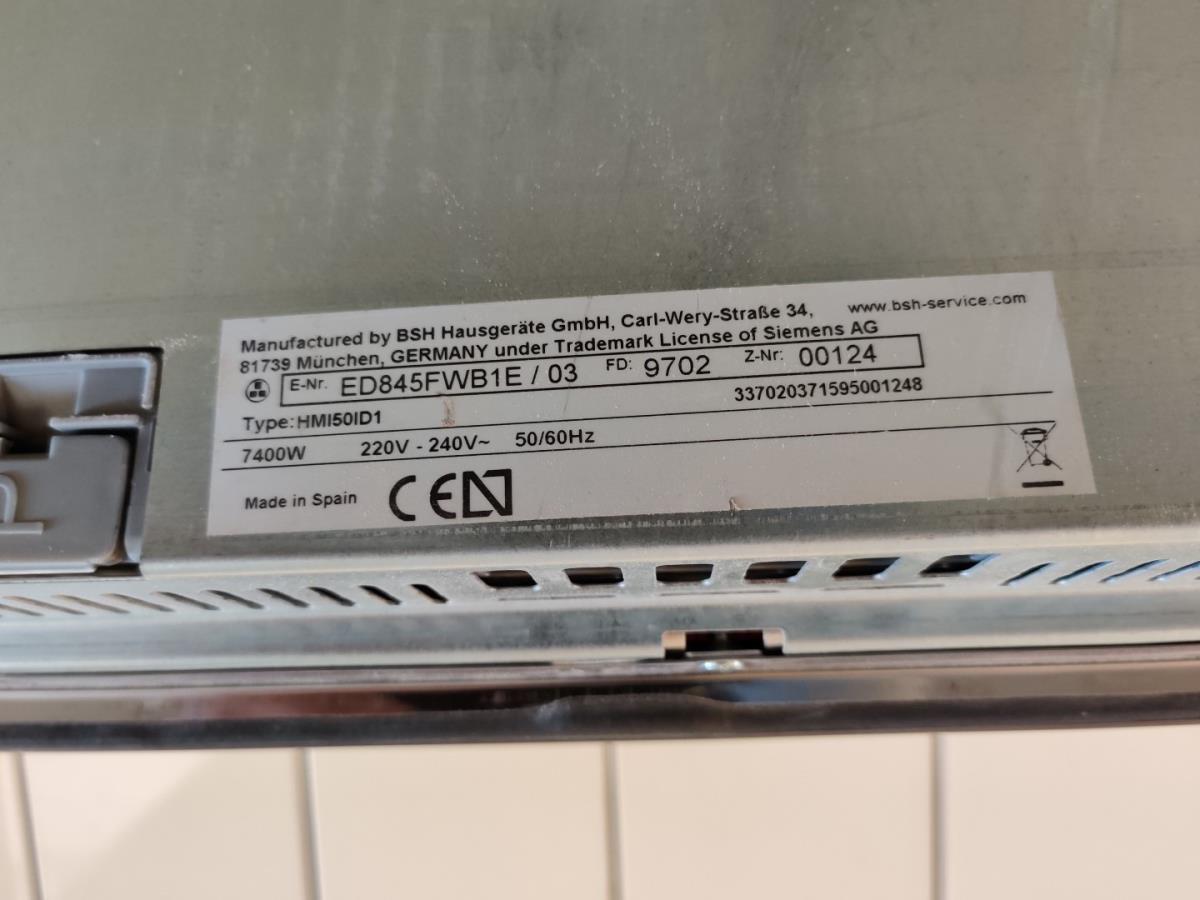 Manufactured by BSH Hausgeräte GmbH, Carl-Wery-Straße 34, www.bsh-service.com
81739 München, GERMANY under Trademark License of Siemens AG
E-Nr. ED845FWB1E / 03 FD: 9702 Z-Nr: 00124
Type:HMI50ID1 337020371595001248
7400W 220V - 240V~ 50/60Hz
Made in Spain CE N